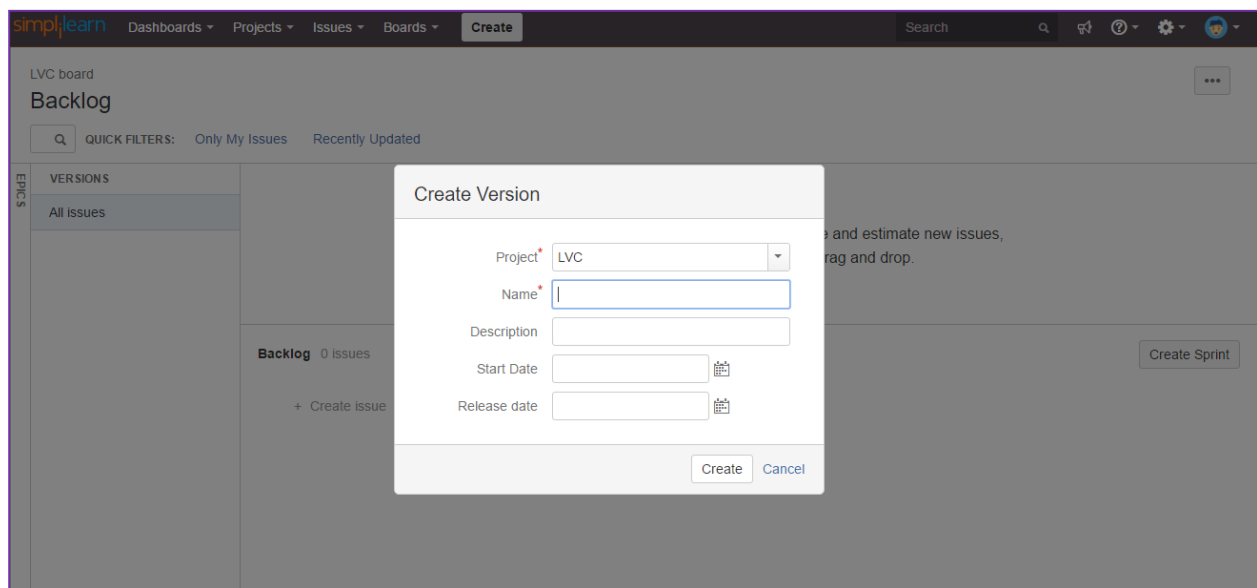 simplilearn Dashboards Projects Issues Boards Create Search
LVC board
Backlog
QUICK FILTERS: Only My Issues Recently Updated
EPICS
VERSIONS
All issues
and estimate new issues,
drag and drop.
Backlog 0 issues
Create Sprint
+ Create issue
Create Version
Project*
LVC
Name*
Description
Start Date
Release date
Create Cancel